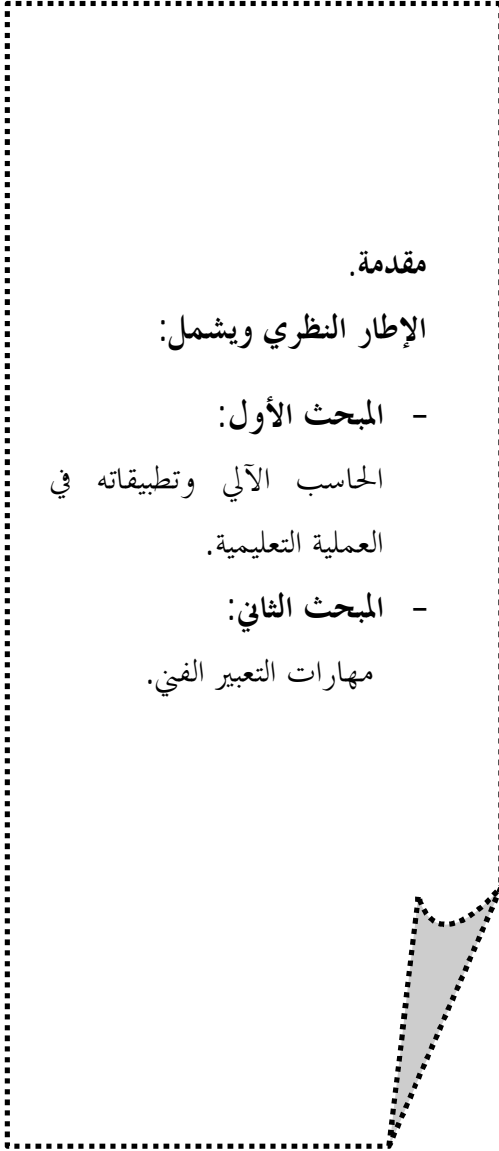 مقدمة.
الإطار النظري ويشمل:
- المبحث الأول:
الحاسب الآلي وتطبيقاته في
العملية التعليمية.
- المبحث الثاني:
مهارات التعبير الفني.